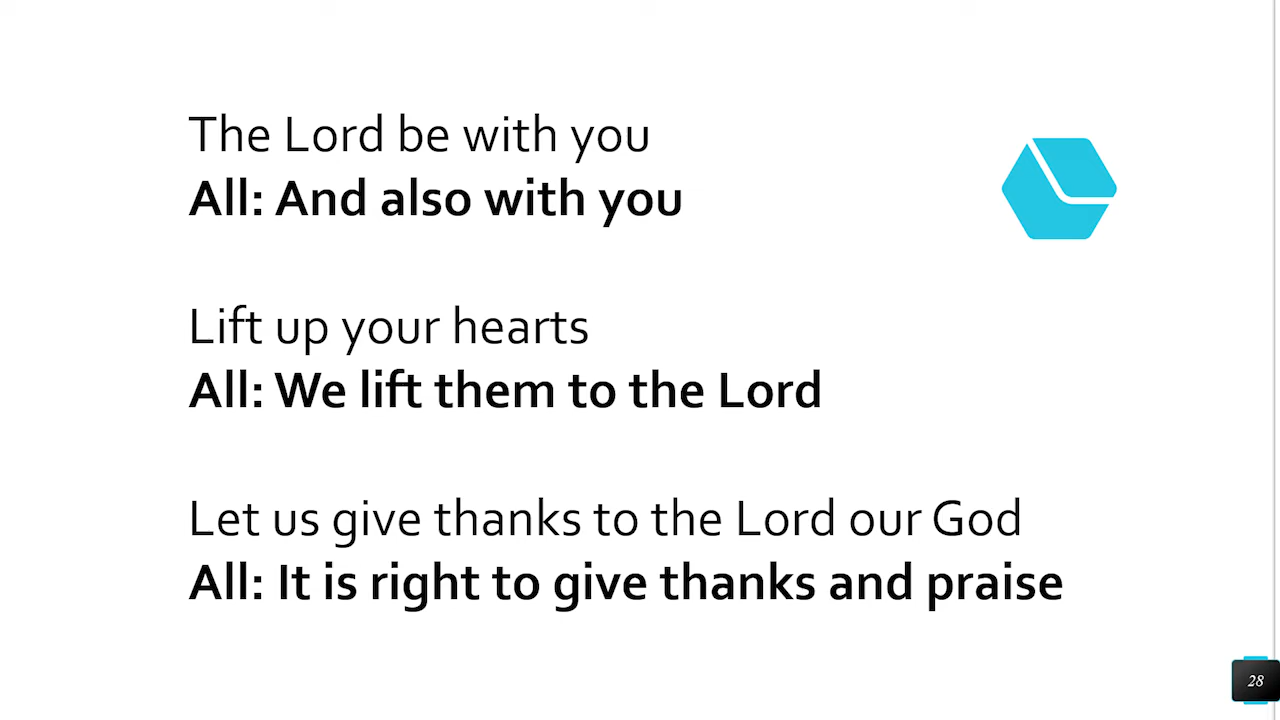 The Lord be with you
All: And also with you
Lift up your hearts
All: We lift them to the Lord
Let us give thanks to the Lord our God
All: It is right to give thanks and praise
28